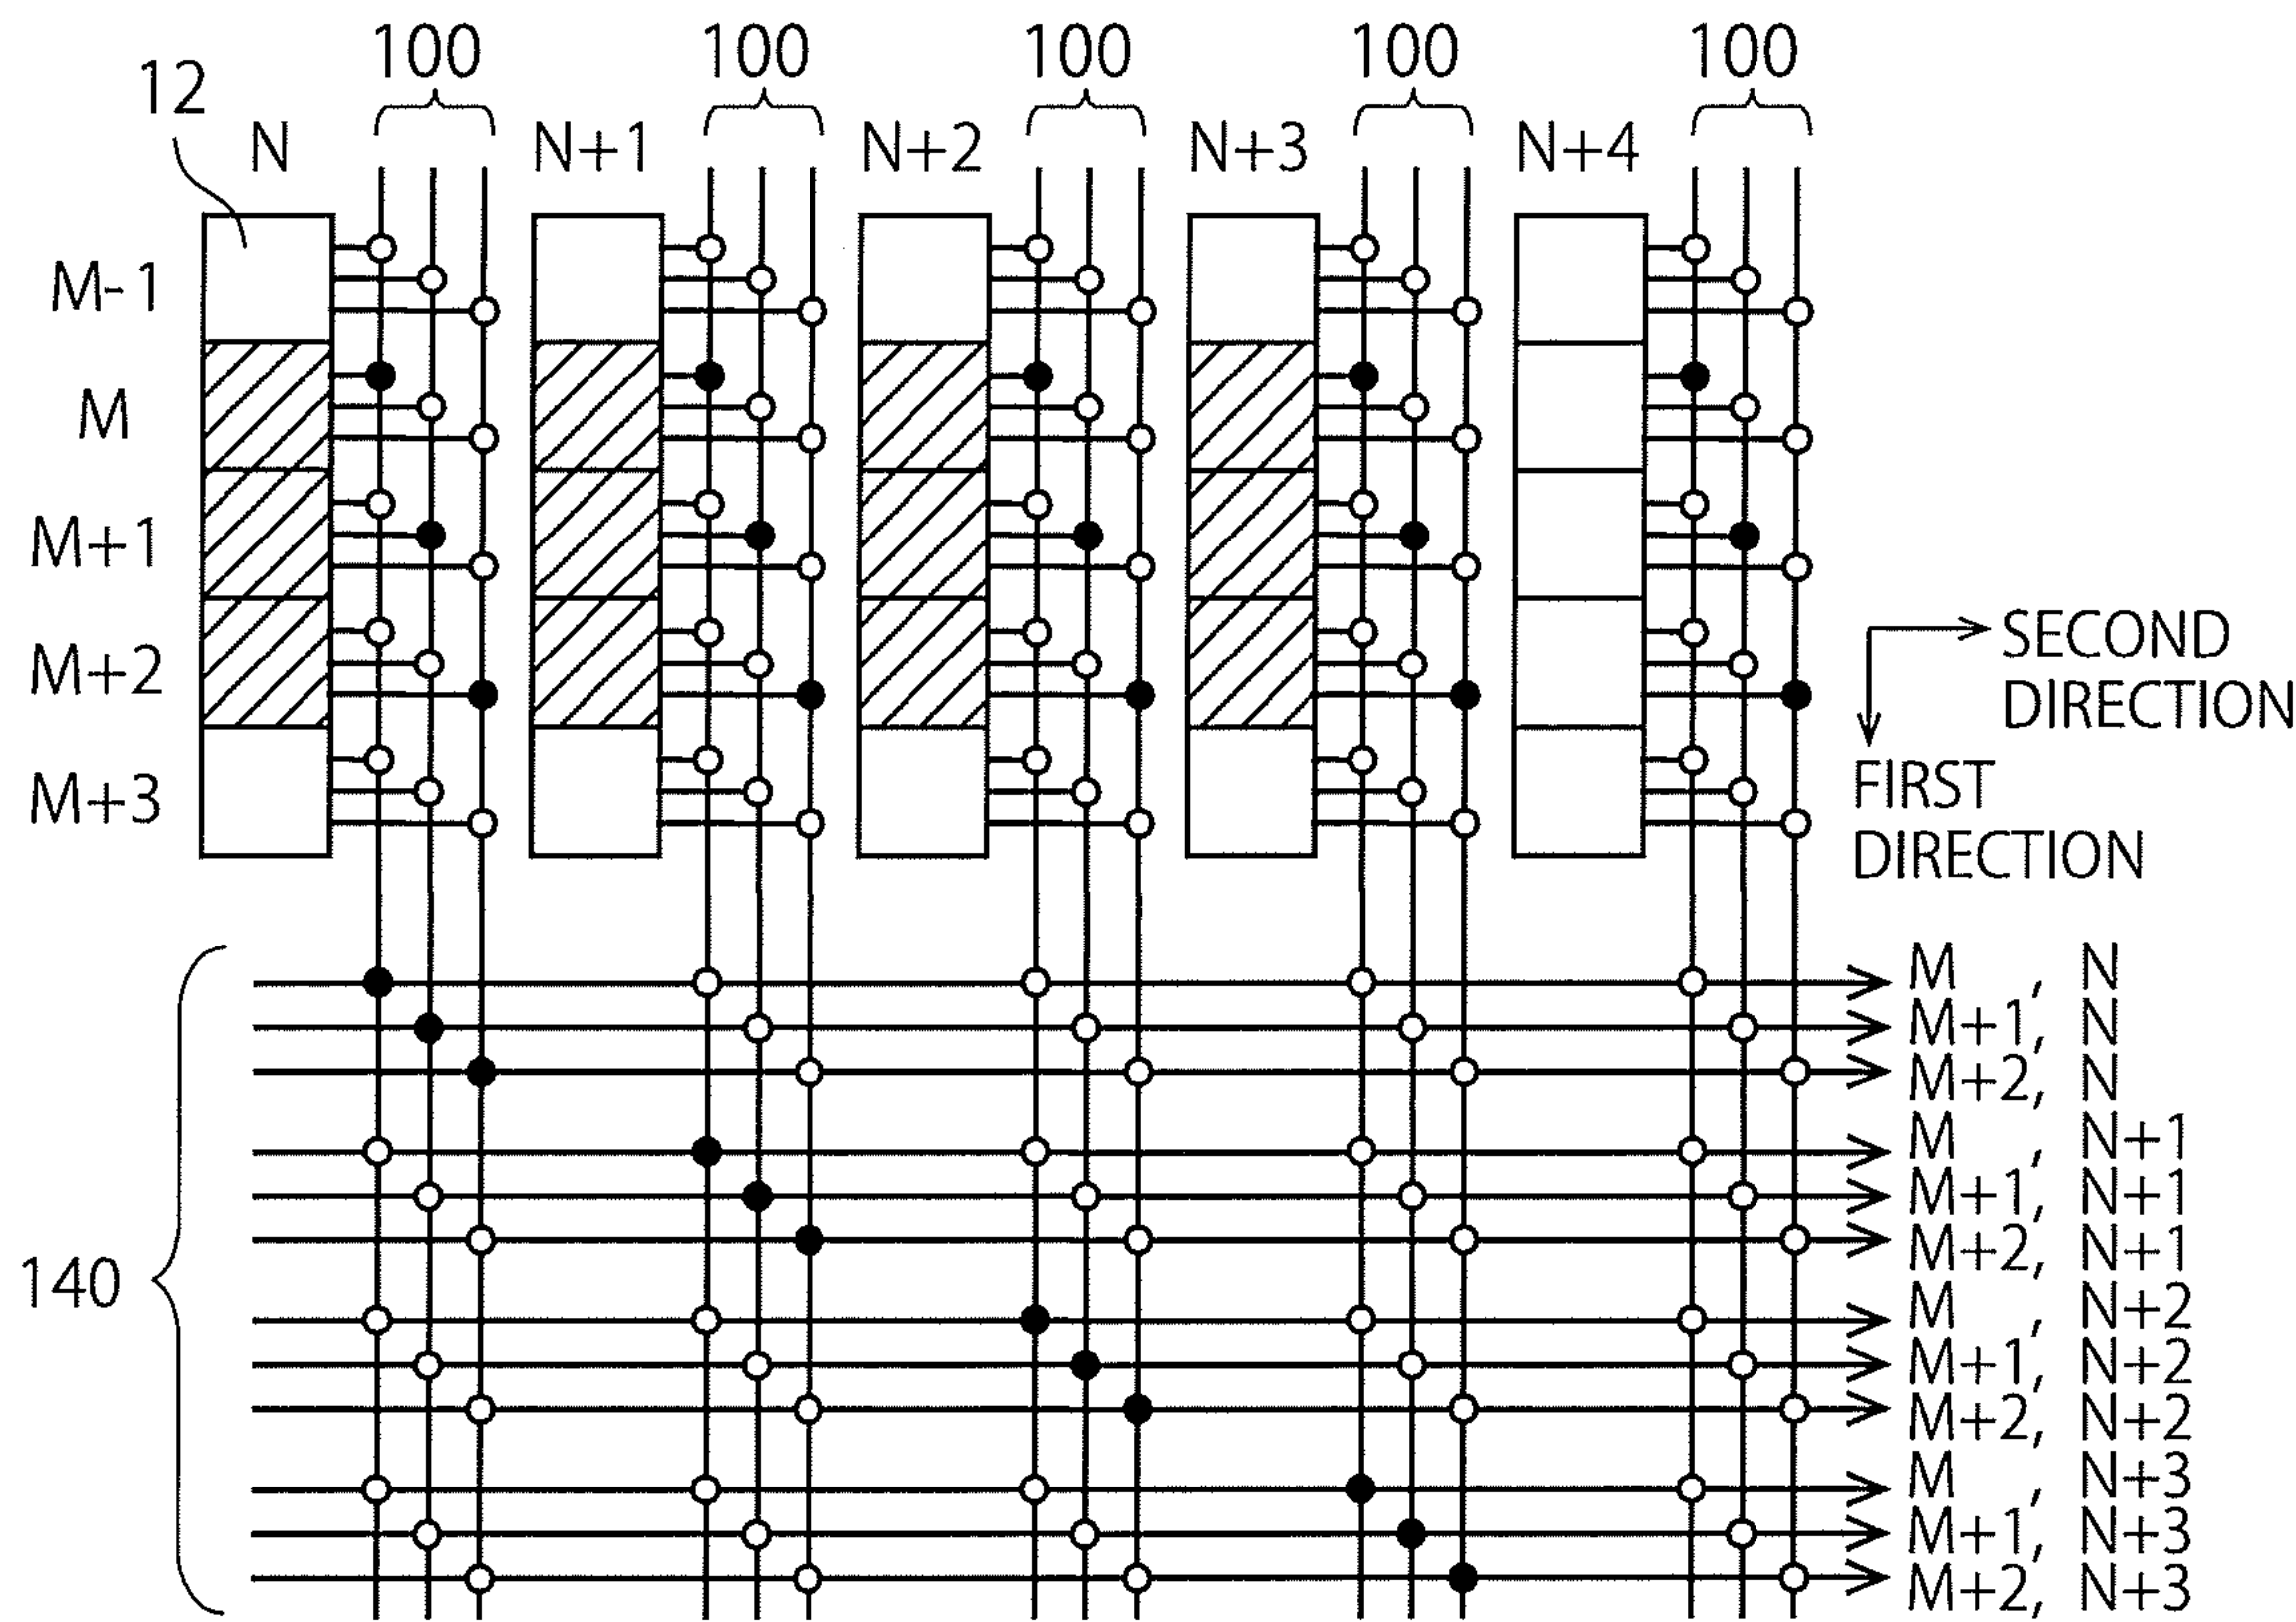 100 100 100 100 100
12
N N+1 N+2 N+3 N+4
M-1
M
M+1
M+2
M+3
SECOND
DIRECTION
FIRST
DIRECTION
140
M , N
M+1, N
M+2, N
M , N+1
M+1, N+1
M+2, N+1
M , N+2
M+1, N+2
M+2, N+2
M , N+3
M+1, N+3
M+2, N+3